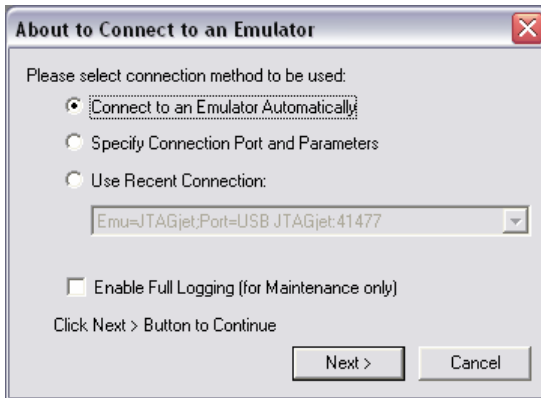 About to Connect to an Emulator
Please select connection method to be used:
Connect to an Emulator Automatically
Specify Connection Port and Parameters
Use Recent Connection:
Emu=JTAGjet;Port=USB JTAGjet:41477
Enable Full Logging (for Maintenance only)
Click Next > Button to Continue
Next >
Cancel